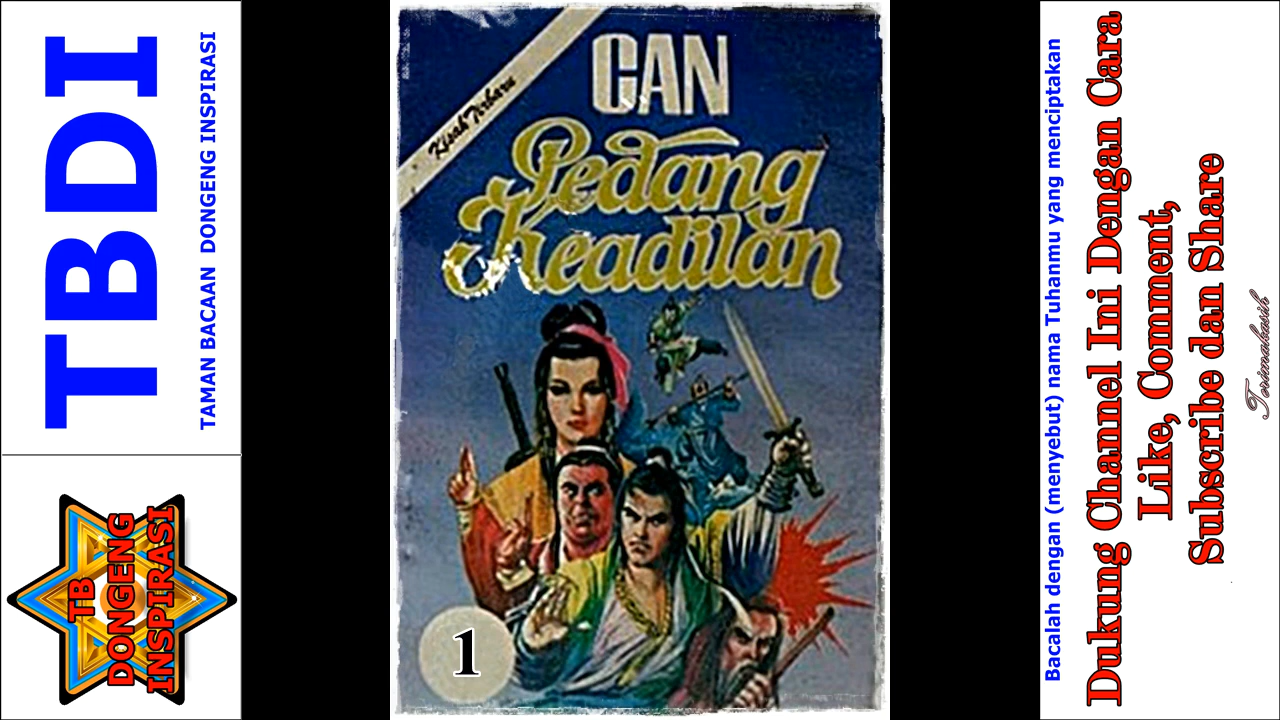 TBDI
TAMAN BACAAN DONGENG INSPIRASI
TB
DONGENG
INSPIRASI
Kisah Terbaru
CAN
Pedang
Keadilan
1
Bacalah dengan (menyebut) nama Tuhanmu yang menciptakan
Dukung Channel Ini Dengan Cara
Like, Comment,
Subscribe dan Share
Terimakasih